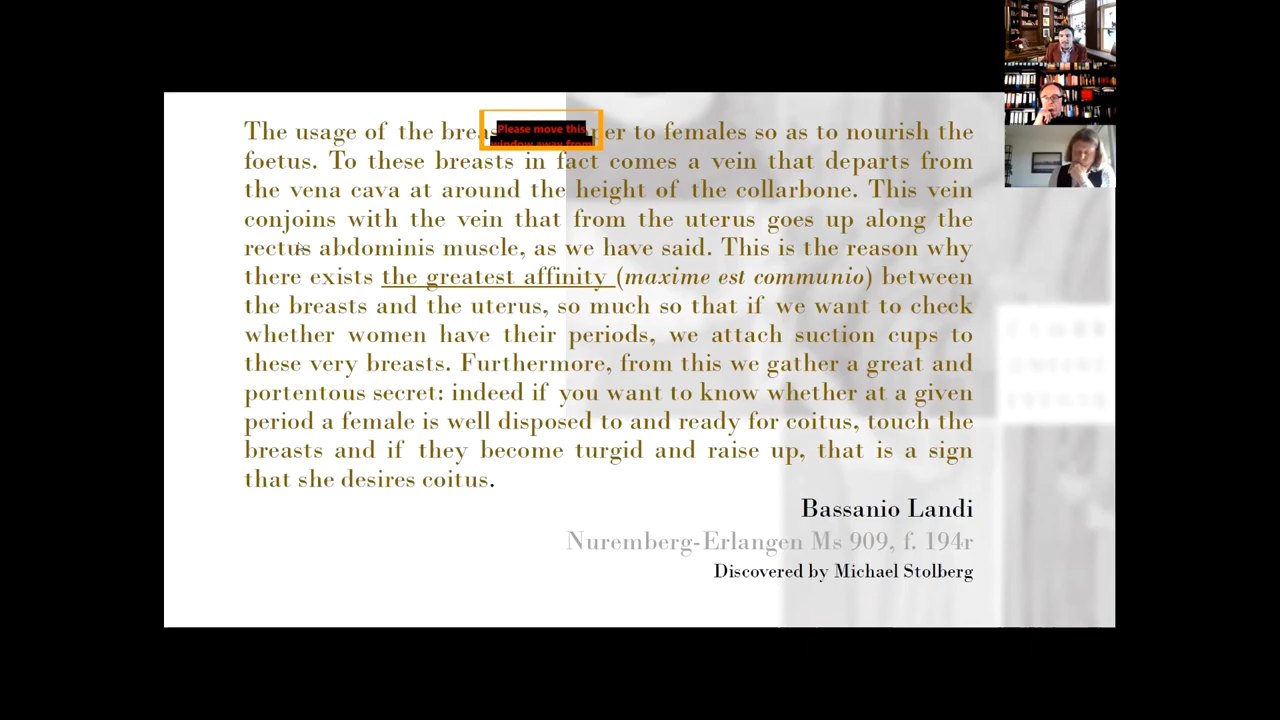 The usage of the breas per to females so as to nourish the
Please move this
window away from
foetus. To these breasts in fact comes a vein that departs from
the vena cava at around the height of the collarbone. This vein
conjoins with the vein that from the uterus goes up along the
rectus abdominis muscle, as we have said. This is the reason why
there exists the greatest affinity (maxime est communio) between
the breasts and the uterus, so much so that if we want to check
whether women have their periods, we attach suction cups to
these very breasts. Furthermore, from this we gather a great and
portentous secret: indeed if you want to know whether at a given
period a female is well disposed to and ready for coitus, touch the
breasts and if they become turgid and raise up, that is a sign
that she desires coitus.
Bassanio Landi
Nuremberg-Erlangen Ms 909, f. 194r
Discovered by Michael Stolberg